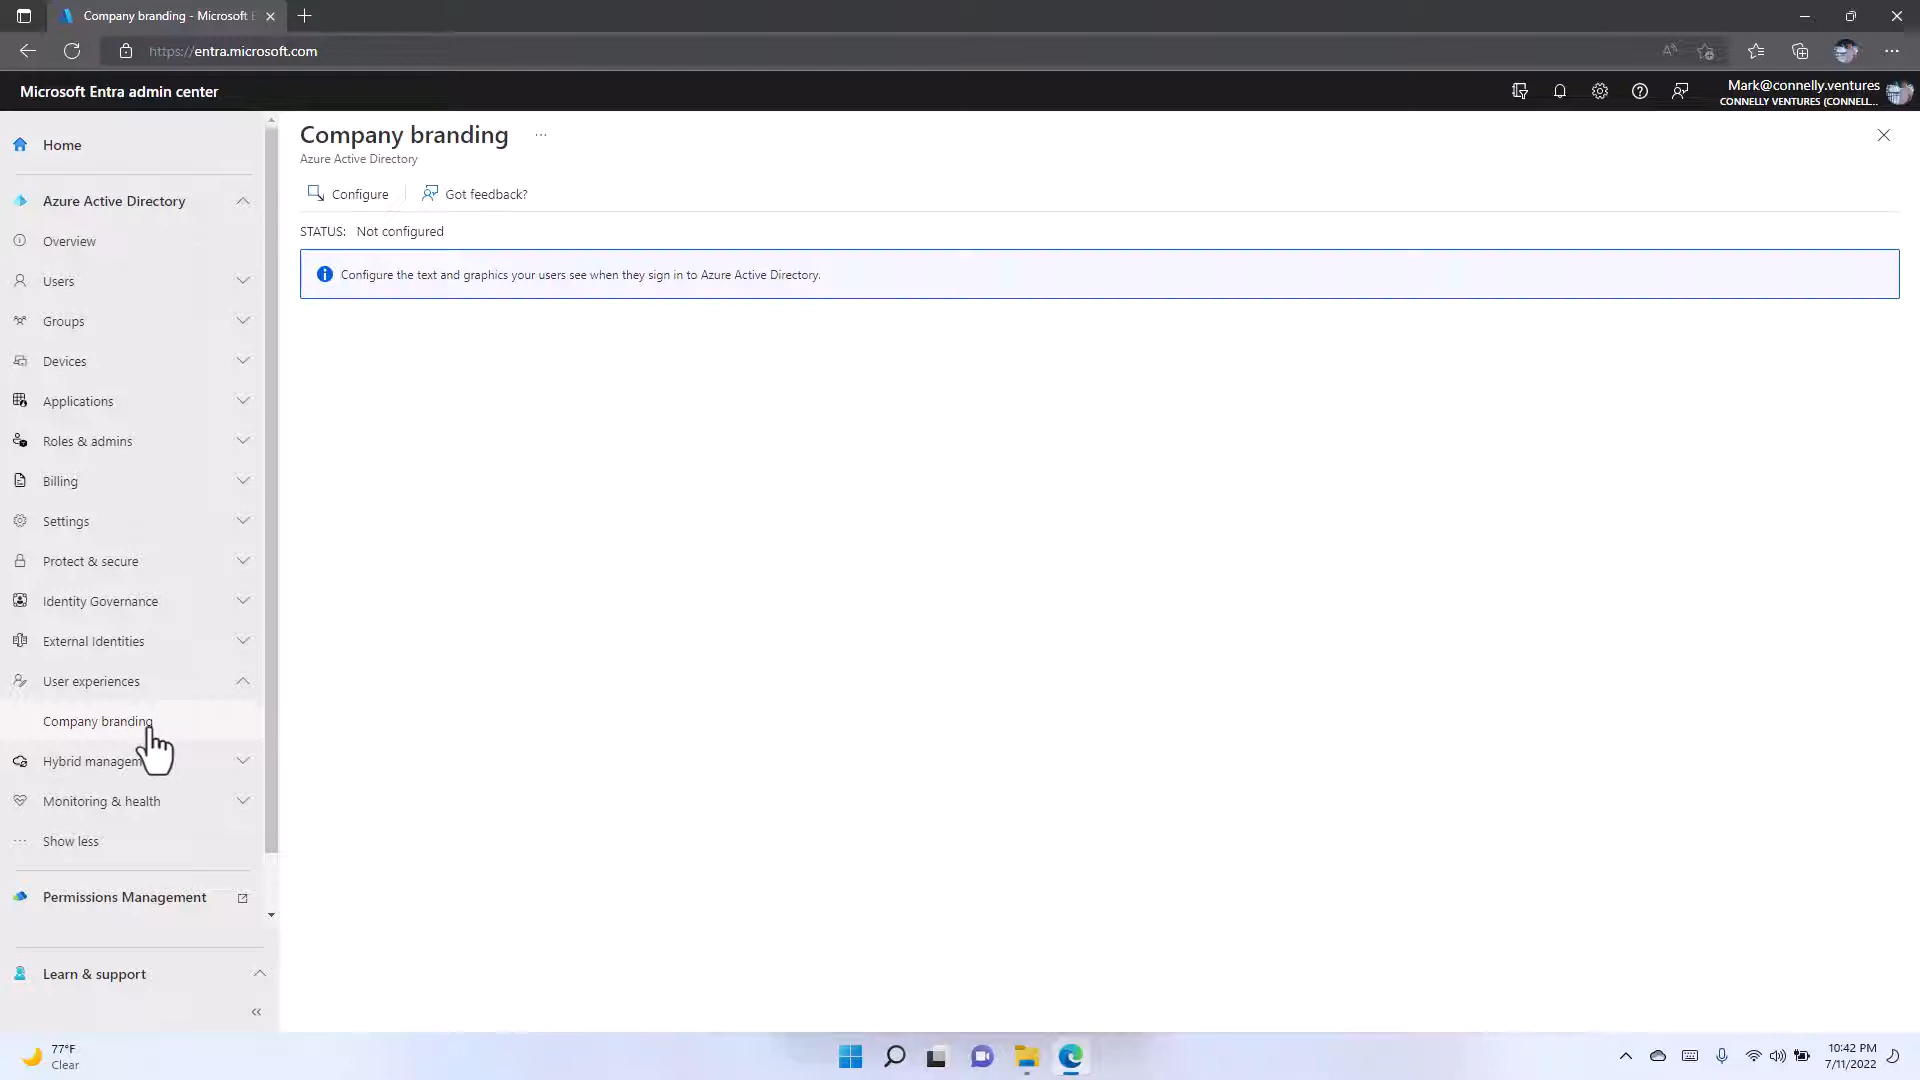 Company branding - Microsoft E
https://entra.microsoft.com
Microsoft Entra admin center
Mark@connelly.ventures
CONNELLY VENTURES (CONNELL...
Home
Azure Active Directory
Overview
Users
Groups
Devices
Applications
Roles & admins
Billing
Settings
Protect & secure
Identity Governance
External Identities
User experiences
Company branding
Hybrid managem
Monitoring & health
Show less
Permissions Management
Learn & support
Company branding
Azure Active Directory
Configure
Got feedback?
STATUS: Not configured
Configure the text and graphics your users see when they sign in to Azure Active Directory.
77°F
Clear
10:42 PM
7/11/2022